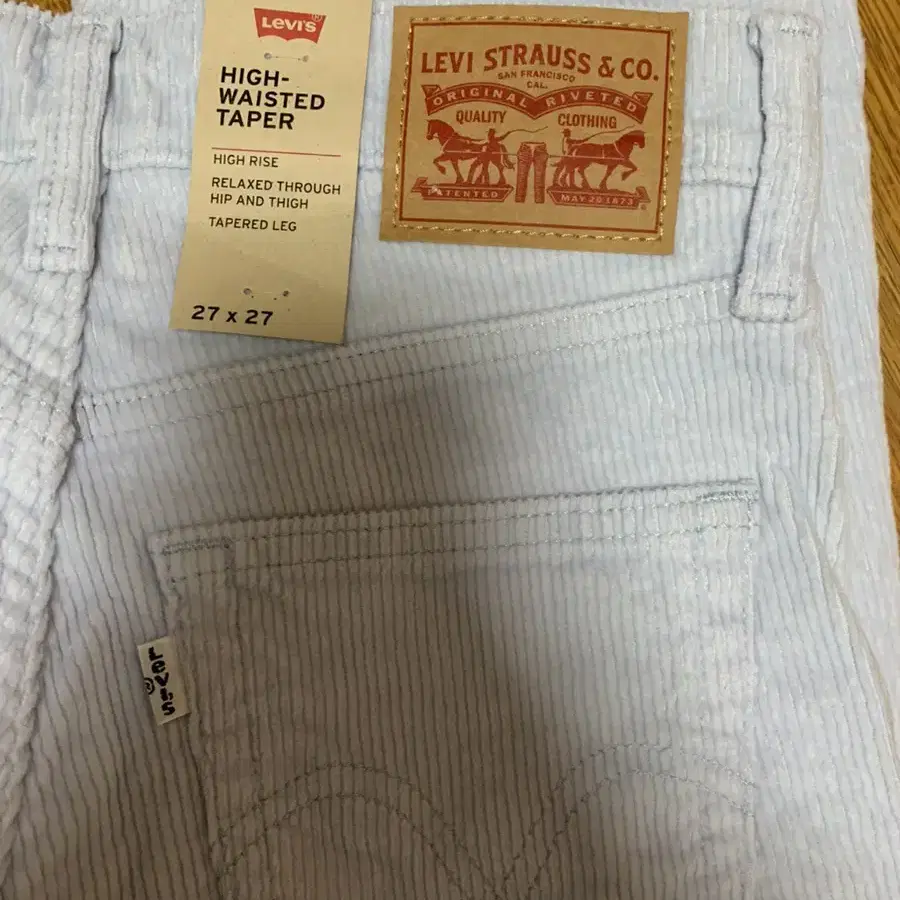 LEVI'S®
HIGH-
WAISTED
TAPER
HIGH RISE
RELAXED THROUGH
HIP AND THIGH
TAPERED LEG
27 x 27
LEVI STRAUSS & CO.
SAN FRANCISCO
CAL.
ORIGINAL RIVETED
QUALITY CLOTHING
PATENTED MAY 20 1873
LEVI'S
®